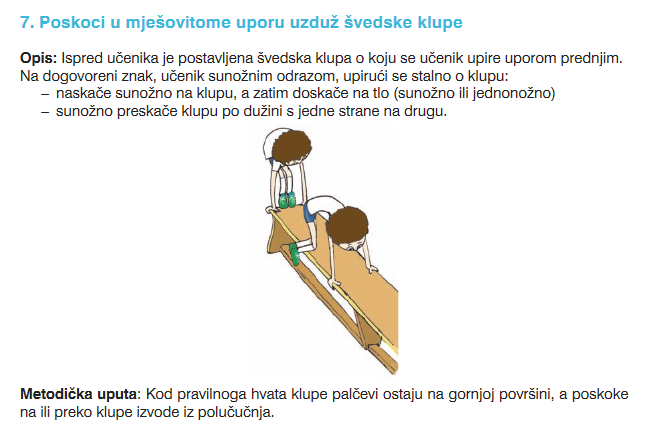 7. Poskoci u mješovitome uporu uzduž švedske klupe
Opis: Ispred učenika je postavljena švedska klupa o koju se učenik upire uporom prednjim.
Na dogovoreni znak, učenik sunožnim odrazom, upirući se stalno o klupu:
– naskače sunožno na klupu, a zatim doskače na tlo (sunožno ili jednonožno)
– sunožno preskače klupu po dužini s jedne strane na drugu.
Metodička uputa: Kod pravilnoga hvata klupe palčevi ostaju na gornjoj površini, a poskoke
na ili preko klupe izvode iz polučučnja.